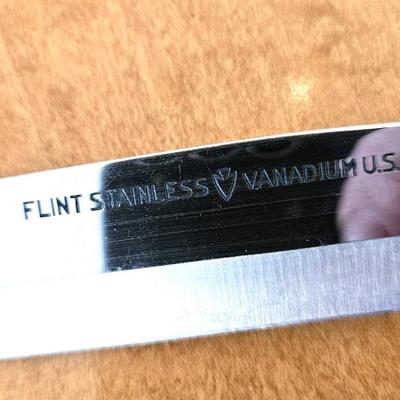 FLINT STAINLESS VANADIUM U.S.